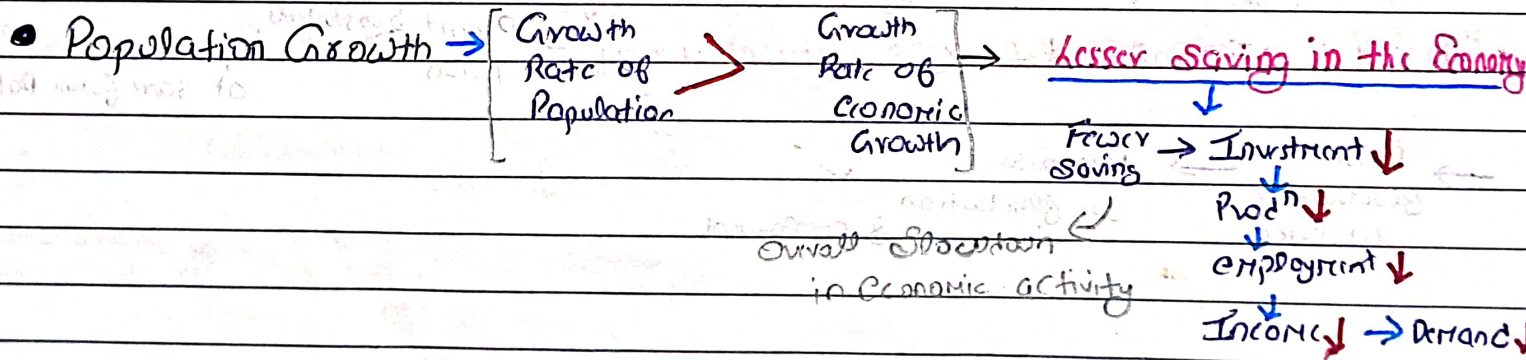 • Population Growth → [ Growth Rate of Population > Growth Rate of Economic Growth ] → Lesser Saving in the Economy
↓
Fewer Saving → Investment ↓
↓
Prodⁿ ↓
↓
Overall Slowdown in Economic activity
employment ↓
↓
Income ↓ → Demand ↓